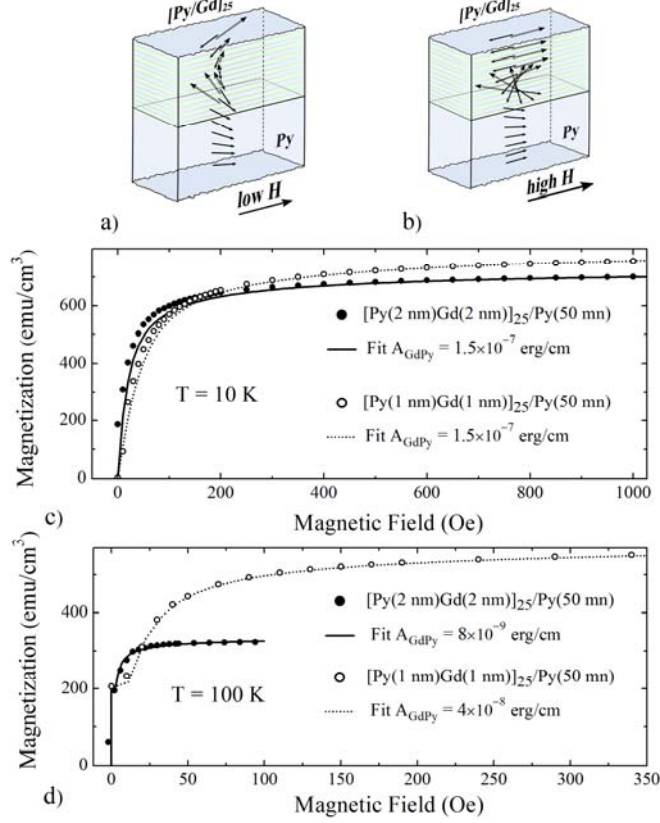 [Py/Gd]25
[Py/Gd]25
Py
Py
low H
high H
a)
b)
Magnetization (emu/cm³)
600
400
200
0
[Py(2 nm)Gd(2 nm)]25/Py(50 mn)
Fit AGdPy = 1.5×10⁻⁷ erg/cm
T = 10 K
[Py(1 nm)Gd(1 nm)]25/Py(50 mn)
Fit AGdPy = 1.5×10⁻⁷ erg/cm
0 200 400 600 800 1000
c)
Magnetic Field (Oe)
Magnetization (emu/cm³)
400
200
0
[Py(2 nm)Gd(2 nm)]25/Py(50 mn)
Fit AGdPy = 8×10⁻⁹ erg/cm
T = 100 K
[Py(1 nm)Gd(1 nm)]25/Py(50 mn)
Fit AGdPy = 4×10⁻⁸ erg/cm
0 50 100 150 200 250 300 350
d)
Magnetic Field (Oe)